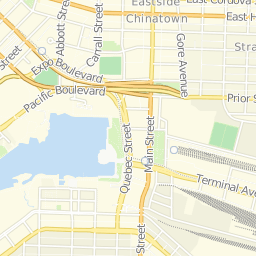 Eastside
East Cordova S
Chinatown
East H
Abbott Street
Carrall Street
Gore Avenue
Stra
Street
Expo Boulevard
Pacific Boulevard
Prior S
Quebec Street
Main Street
Terminal Ave
Street